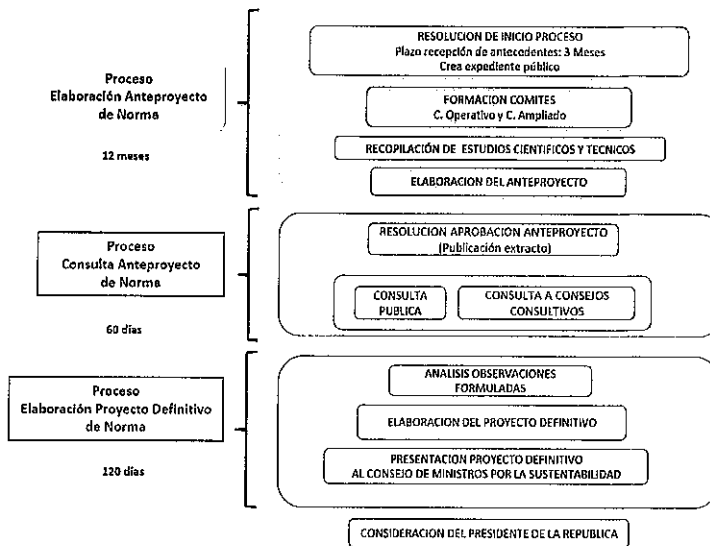 Proceso
Elaboración Anteproyecto
de Norma
12 meses
RESOLUCION DE INICIO PROCESO
Plazo recepción de antecedentes: 3 Meses
Crea expediente público
FORMACION COMITES
C. Operativo y C. Ampliado
RECOPILACIÓN DE ESTUDIOS CIENTIFICOS Y TECNICOS
ELABORACION DEL ANTEPROYECTO
Proceso
Consulta Anteproyecto
de Norma
60 días
RESOLUCION APROBACION ANTEPROYECTO
(Publicación extracto)
CONSULTA
PUBLICA
CONSULTA A CONSEJOS
CONSULTIVOS
Proceso
Elaboración Proyecto Definitivo
de Norma
120 días
ANALISIS OBSERVACIONES
FORMULADAS
ELABORACION DEL PROYECTO DEFINITIVO
PRESENTACION PROYECTO DEFINITIVO
AL CONSEJO DE MINISTROS POR LA SUSTENTABILIDAD
CONSIDERACION DEL PRESIDENTE DE LA REPUBLICA